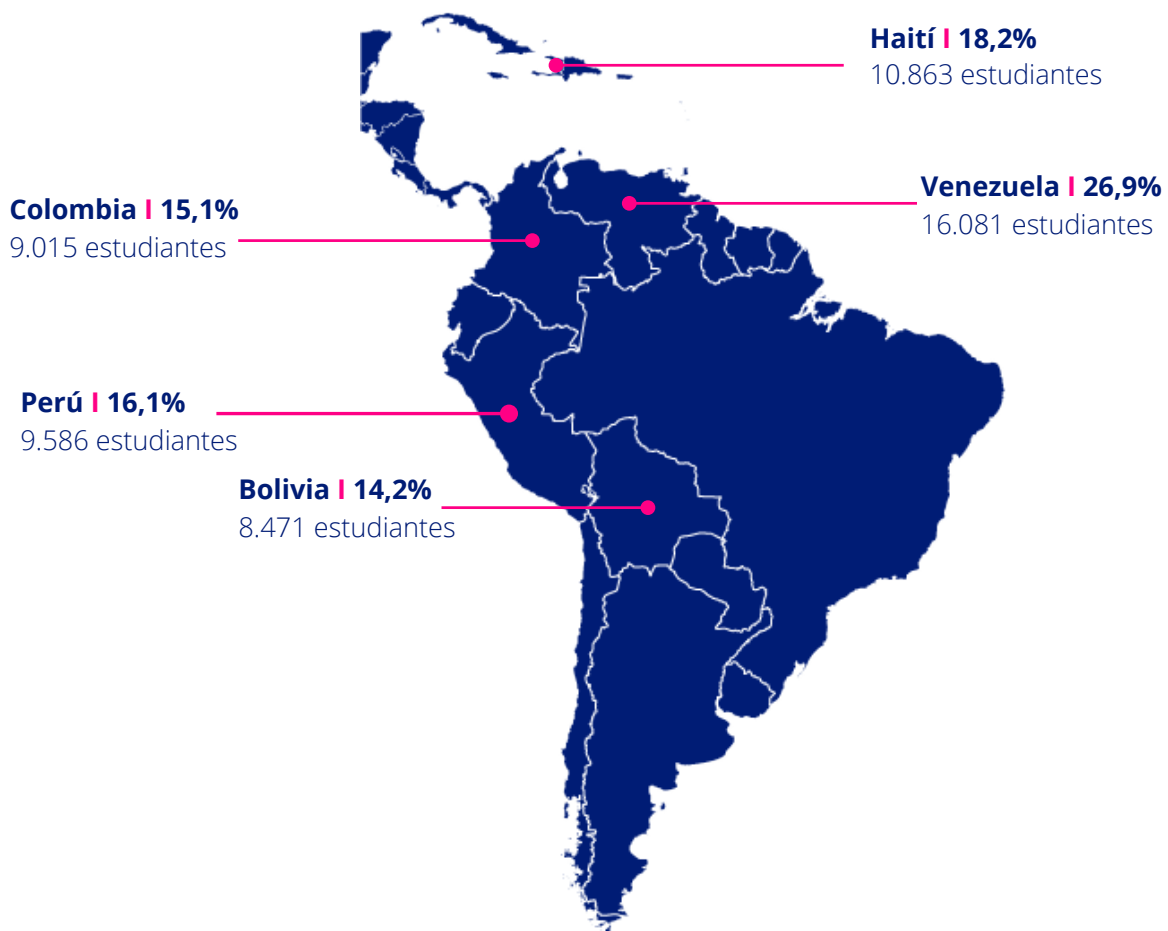 Haití I 18,2%
10.863 estudiantes
Venezuela I 26,9%
16.081 estudiantes
Colombia I 15,1%
9.015 estudiantes
Perú I 16,1%
9.586 estudiantes
Bolivia I 14,2%
8.471 estudiantes